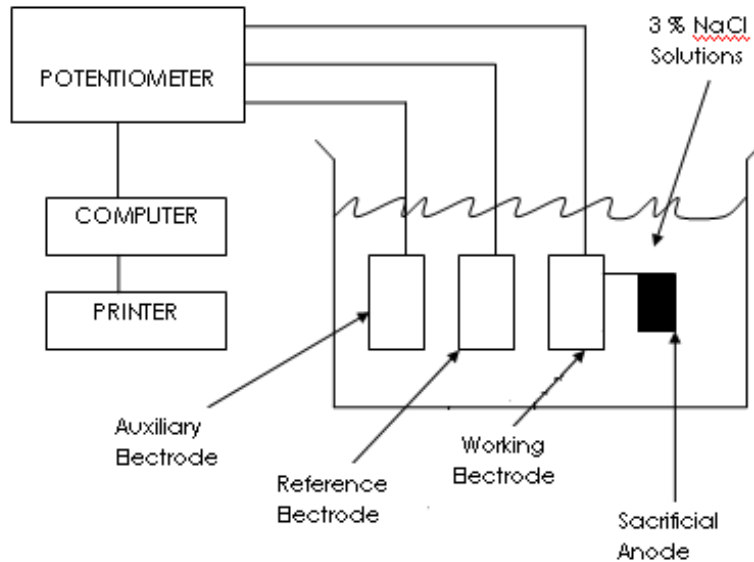 3 % NaCl
Solutions
POTENTIOMETER
COMPUTER
PRINTER
Auxiliary
Electrode
Reference
Electrode
Working
Electrode
Sacrificial
Anode